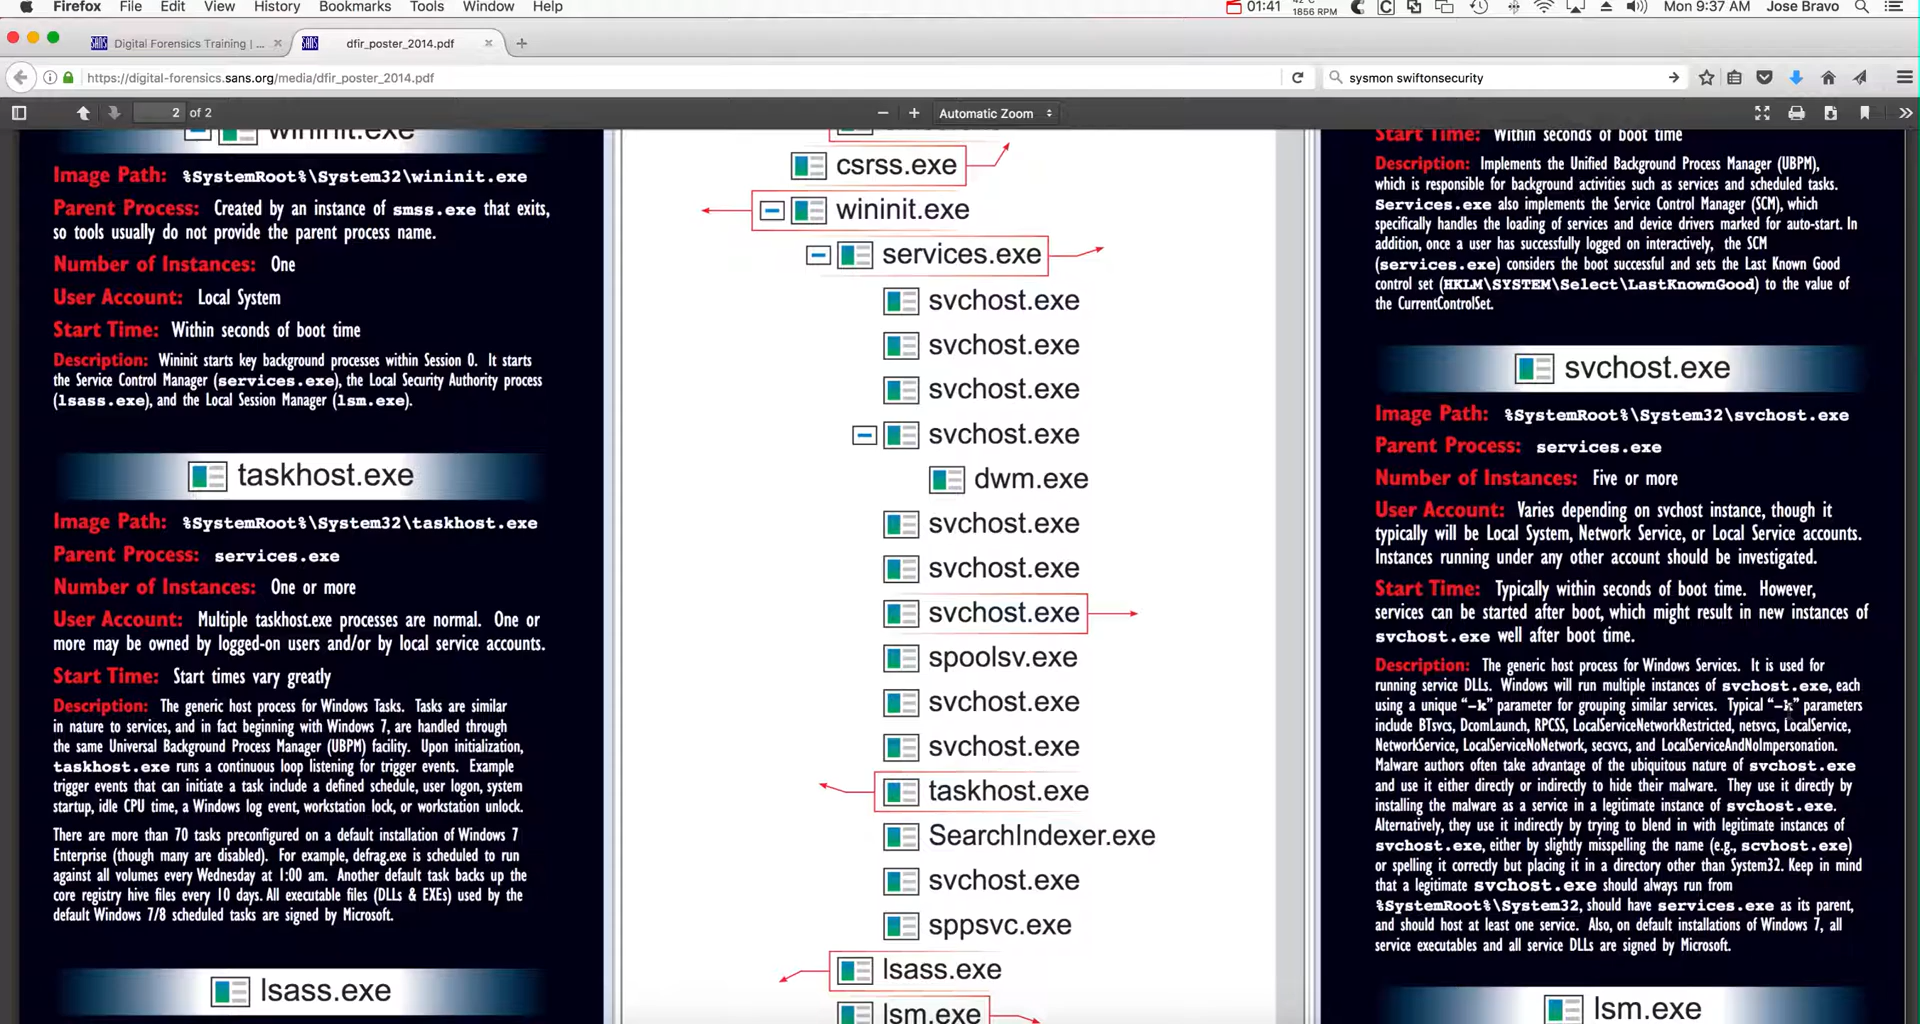 Firefox File Edit View History Bookmarks Tools Window Help 01:41 42°C 1856 RPM Mon 9:37 AM Jose Bravo
Digital Forensics Training | ... dfir_poster_2014.pdf
https://digital-forensics.sans.org/media/dfir_poster_2014.pdf sysmon swiftonsecurity
2 of 2 Automatic Zoom
wininit.exe
Image Path: %SystemRoot%\System32\wininit.exe
Parent Process: Created by an instance of smss.exe that exits,
so tools usually do not provide the parent process name.
Number of Instances: One
User Account: Local System
Start Time: Within seconds of boot time
Description: Wininit starts key background processes within Session 0. It starts
the Service Control Manager (services.exe), the Local Security Authority process
(lsass.exe), and the Local Session Manager (lsm.exe).
taskhost.exe
Image Path: %SystemRoot%\System32\taskhost.exe
Parent Process: services.exe
Number of Instances: One or more
User Account: Multiple taskhost.exe processes are normal. One or
more may be owned by logged-on users and/or by local service accounts.
Start Time: Start times vary greatly
Description: The generic host process for Windows Tasks. Tasks are similar
in nature to services, and in fact beginning with Windows 7, are handled through
the same Universal Background Process Manager (UBPM) facility. Upon initialization,
taskhost.exe runs a continuous loop listening for trigger events. Example
trigger events that can initiate a task include a defined schedule, user logon, system
startup, idle CPU time, a Windows log event, workstation lock, or workstation unlock.
There are more than 70 tasks preconfigured on a default installation of Windows 7
Enterprise (though many are disabled). For example, defrag.exe is scheduled to run
against all volumes every Wednesday at 1:00 am. Another default task backs up the
core registry hive files every 10 days. All executable files (DLLs & EXEs) used by the
default Windows 7/8 scheduled tasks are signed by Microsoft.
lsass.exe
csrss.exe
wininit.exe
services.exe
svchost.exe
svchost.exe
svchost.exe
svchost.exe
dwm.exe
svchost.exe
svchost.exe
svchost.exe
spoolsv.exe
svchost.exe
svchost.exe
taskhost.exe
SearchIndexer.exe
svchost.exe
sppsvc.exe
lsass.exe
lsm.exe
Start Time: Within seconds of boot time
Description: Implements the Unified Background Process Manager (UBPM),
which is responsible for background activities such as services and scheduled tasks.
Services.exe also implements the Service Control Manager (SCM), which
specifically handles the loading of services and device drivers marked for auto-start. In
addition, once a user has successfully logged on interactively, the SCM
(services.exe) considers the boot successful and sets the Last Known Good
control set (HKLM\SYSTEM\Select\LastKnownGood) to the value of
the CurrentControlSet.
svchost.exe
Image Path: %SystemRoot%\System32\svchost.exe
Parent Process: services.exe
Number of Instances: Five or more
User Account: Varies depending on svchost instance, though it
typically will be Local System, Network Service, or Local Service accounts.
Instances running under any other account should be investigated.
Start Time: Typically within seconds of boot time. However,
services can be started after boot, which might result in new instances of
svchost.exe well after boot time.
Description: The generic host process for Windows Services. It is used for
running service DLLs. Windows will run multiple instances of svchost.exe, each
using a unique “-k” parameter for grouping similar services. Typical “-k” parameters
include BTsvcs, DcomLaunch, RPCSS, LocalServiceNetworkRestricted, netsvcs, LocalService,
NetworkService, LocalServiceNoNetwork, secsvcs, and LocalServiceAndNoImpersonation.
Malware authors often take advantage of the ubiquitous nature of svchost.exe
and use it either directly or indirectly to hide their malware. They use it directly by
installing the malware as a service in a legitimate instance of svchost.exe.
Alternatively, they use it indirectly by trying to blend in with legitimate instances of
svchost.exe, either by slightly misspelling the name (e.g., scvhost.exe)
or spelling it correctly but placing it in a directory other than System32. Keep in mind
that a legitimate svchost.exe should always run from
%SystemRoot%\System32, should have services.exe as its parent,
and should host at least one service. Also, on default installations of Windows 7, all
service executables and all service DLLs are signed by Microsoft.
lsm.exe